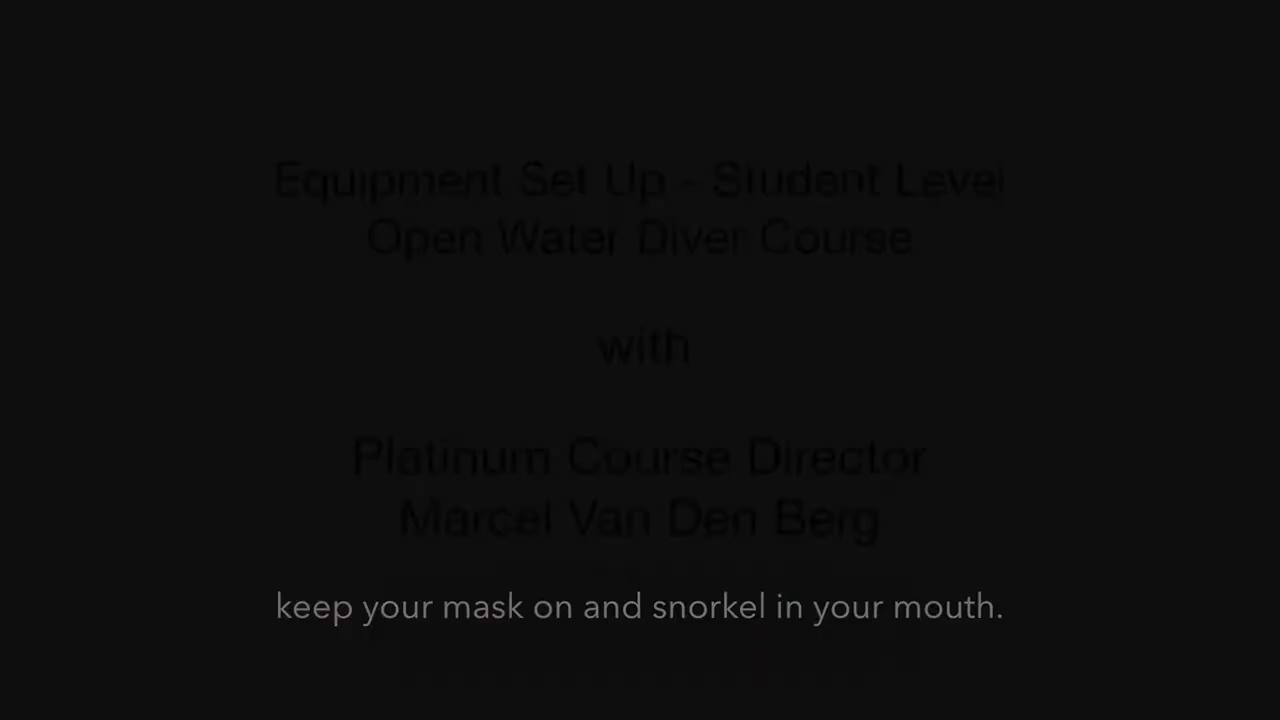 Equipment Set Up - Student Level
Open Water Diver Course
with
Platinum Course Director
Marcel Van Den Berg
keep your mask on and snorkel in your mouth.